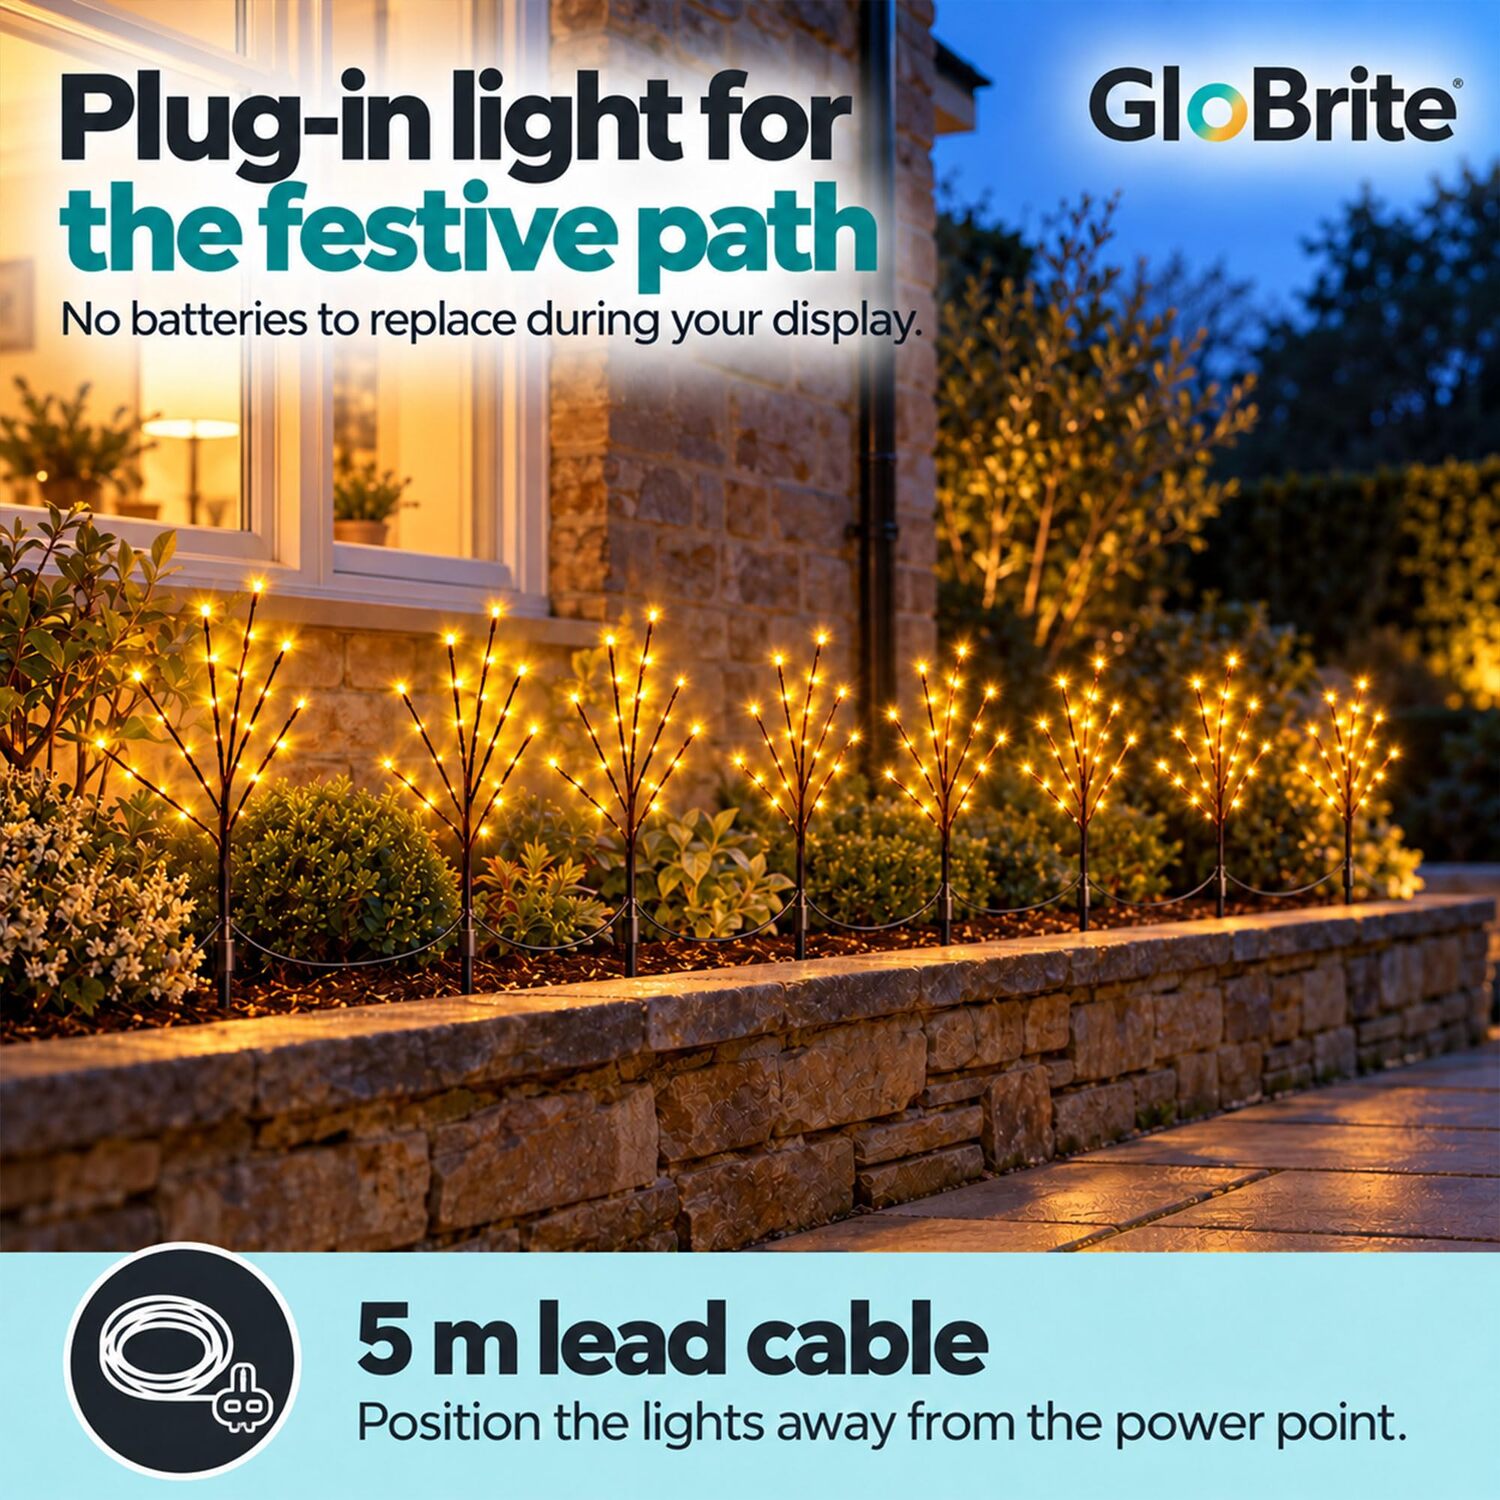 Plug-in light for
the festive path
No batteries to replace during your display.
GloBrite®
5 m lead cable
Position the lights away from the power point.